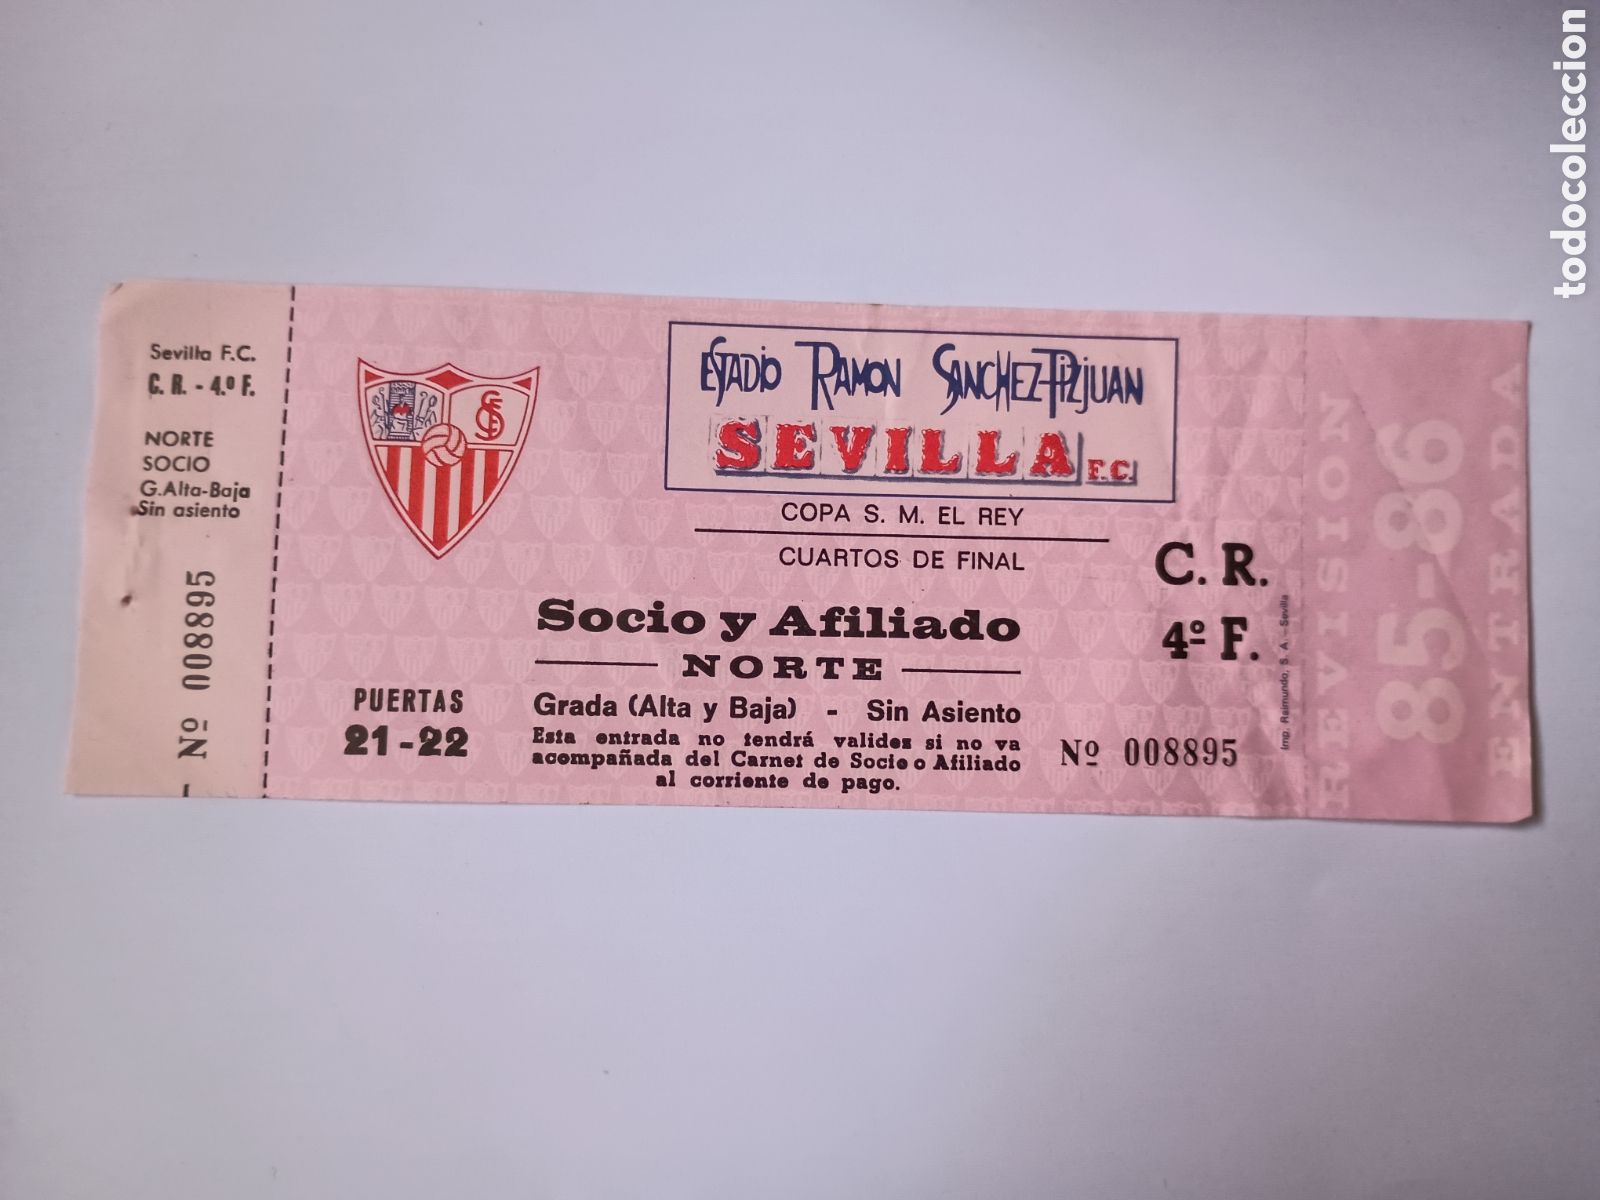 Sevilla F.C.
C. R. - 4.º F.
NORTE
SOCIO
G.Alta-Baja
Sin asiento
Nº 008895
ESTADIO RAMON SANCHEZ-PIZJUAN
SEVILLA F.C.
COPA S. M. EL REY
CUARTOS DE FINAL
C. R.
4º F.
Socio y Afiliado
NORTE
PUERTAS
21-22
Grada (Alta y Baja) - Sin Asiento
Esta entrada no tendrá valides si no va
acompañada del Carnet de Socio o Afiliado
al corriente de pago.
Nº 008895
Imp. Raimundo, S. A. - Sevilla
REVISION
85-86
ENTRADA
todocoleccion